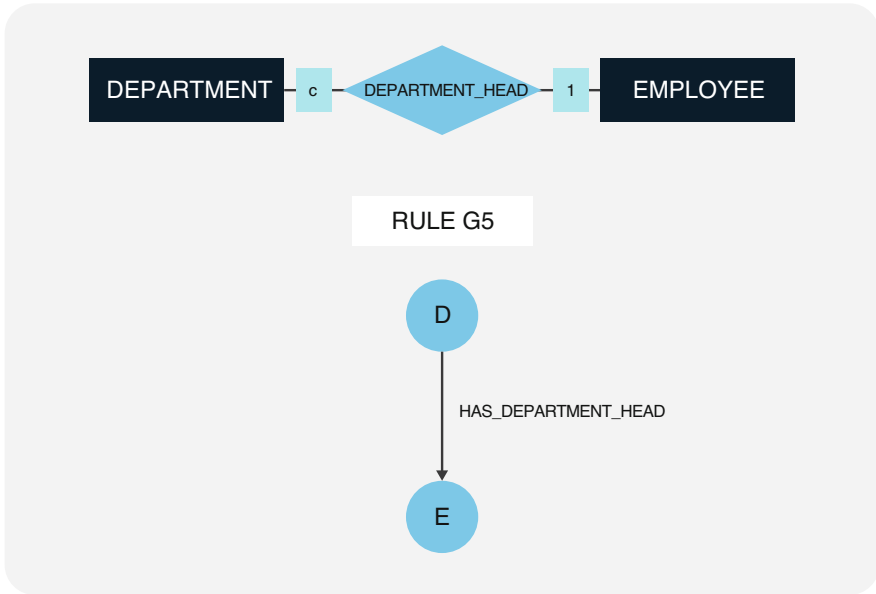 DEPARTMENT c DEPARTMENT_HEAD 1 EMPLOYEE
RULE G5
D
HAS_DEPARTMENT_HEAD
E